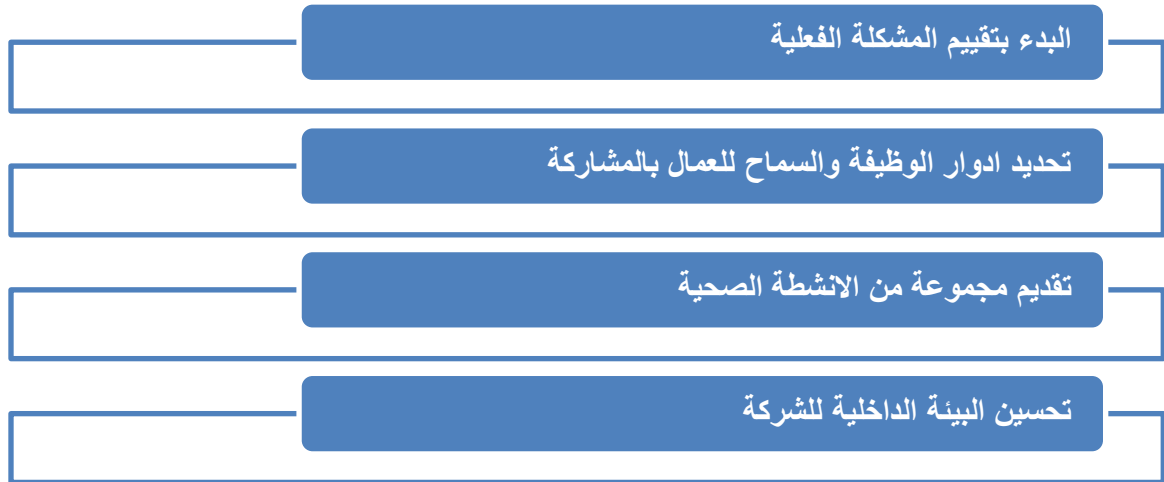 البدء بتقييم المشكلة الفعلية
تحديد ادوار الوظيفة والسماح للعمال بالمشاركة
تقديم مجموعة من الانشطة الصحية
تحسين البيئة الداخلية للشركة